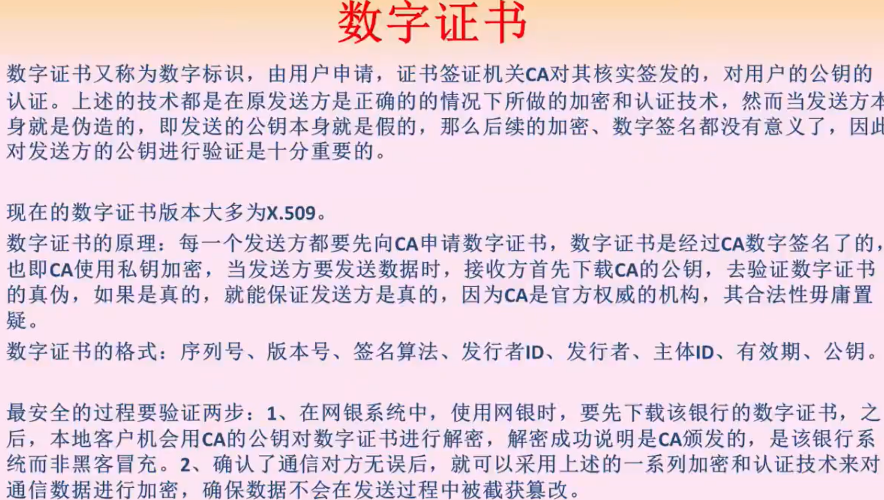 数字证书
数字证书又称为数字标识，由用户申请，证书签证机关CA对其核实签发的，对用户的公钥的
认证。上述的技术都是在原发送方是正确的的情况下所做的加密和认证技术，然而当发送方本
身就是伪造的，即发送的公钥本身就是假的，那么后续的加密、数字签名都没有意义了，因此
对发送方的公钥进行验证是十分重要的。
现在的数字证书版本大多为X.509。
数字证书的原理：每一个发送方都要先向CA申请数字证书，数字证书是经过CA数字签名了的，
也即CA使用私钥加密，当发送方要发送数据时，接收方首先下载CA的公钥，去验证数字证书
的真伪，如果是真的，就能保证发送方是真的，因为CA是官方权威的机构，其合法性毋庸置
疑。
数字证书的格式：序列号、版本号、签名算法、发行者ID、发行者、主体ID、有效期、公钥。
最安全的过程要验证两步：1、在网银系统中，使用网银时，要先下载该银行的数字证书，之
后，本地客户机会用CA的公钥对数字证书进行解密，解密成功说明是CA颁发的，是该银行系
统而非黑客冒充。2、确认了通信对方无误后，就可以采用上述的一系列加密和认证技术来对
通信数据进行加密，确保数据不会在发送过程中被截获篡改。